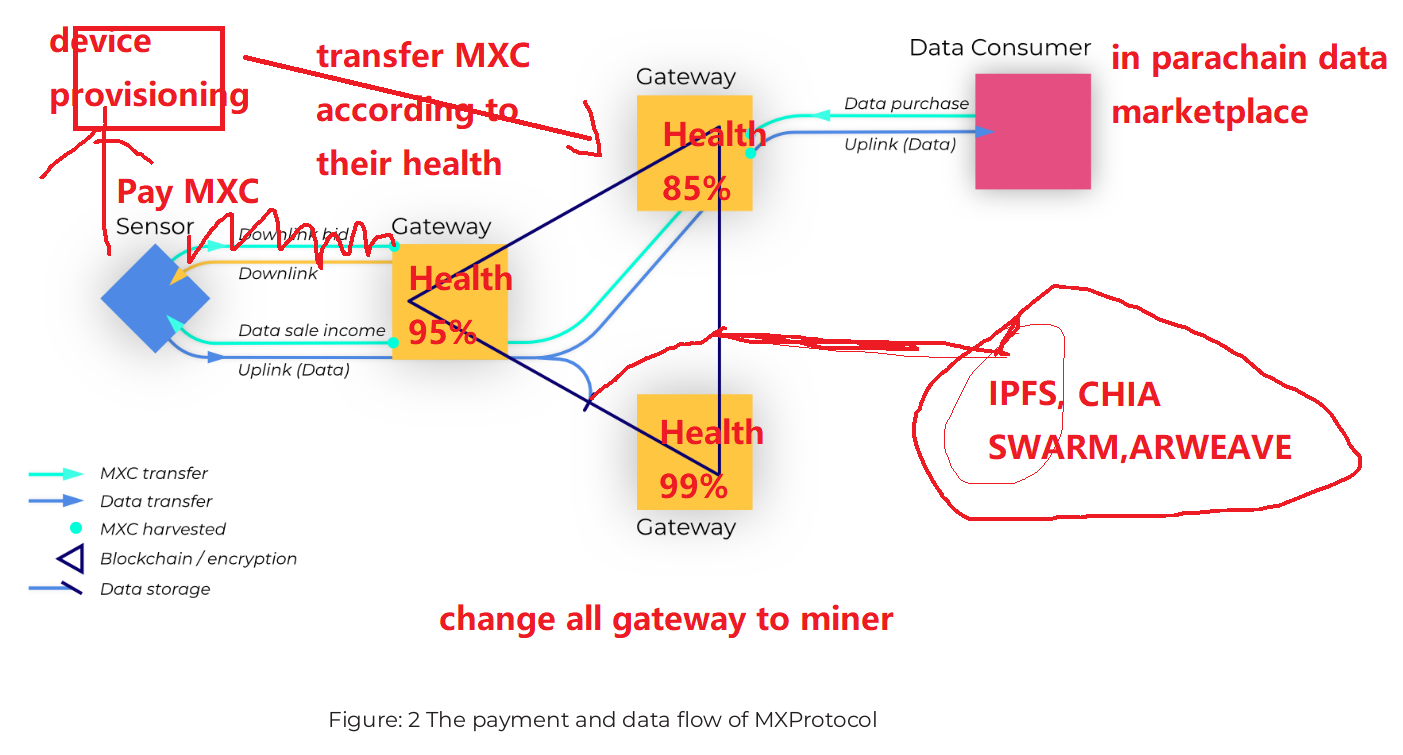 device
provisioning
transfer MXC
according to
their health
Gateway
Health
85%
Data Consumer
in parachain data
marketplace
Data purchase
Uplink (Data)
Pay MXC
Sensor
Downlink bid
Downlink
Gateway
Health
95%
Data sale income
Uplink (Data)
IPFS, CHIA
SWARM,ARWEAVE
Health
99%
Gateway
MXC transfer
Data transfer
MXC harvested
Blockchain / encryption
Data storage
change all gateway to miner
Figure: 2 The payment and data flow of MXProtocol